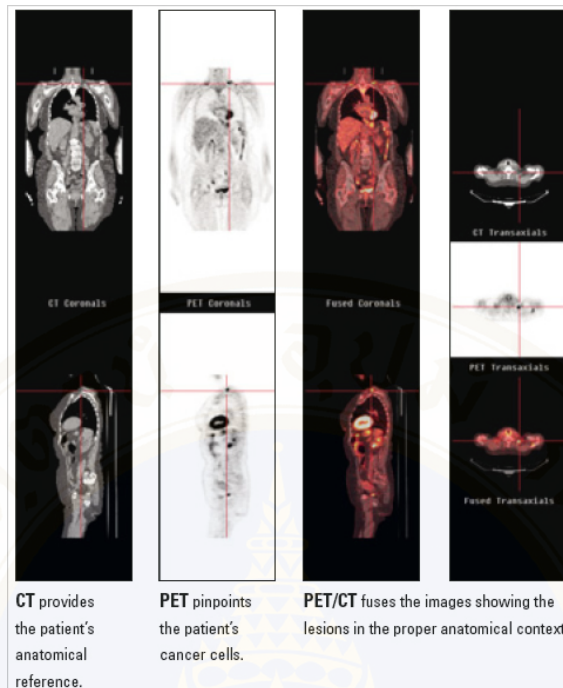 CT Coronals
PET Coronals
Fused Coronals
CT Transaxials
PET Transaxials
Fused Transaxials
CT provides
the patient's
anatomical
reference.
PET pinpoints
the patient's
cancer cells.
PET/CT fuses the images showing the
lesions in the proper anatomical context